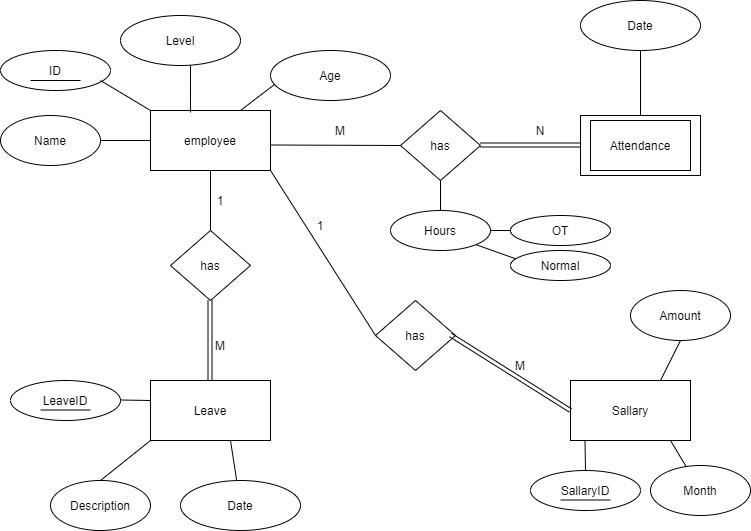 Date
Level
ID
Age
Name
employee
M
has
N
Attendance
1
Hours
OT
1
has
Normal
Amount
has
M
M
LeaveID
Leave
Sallary
SallaryID
Month
Description
Date